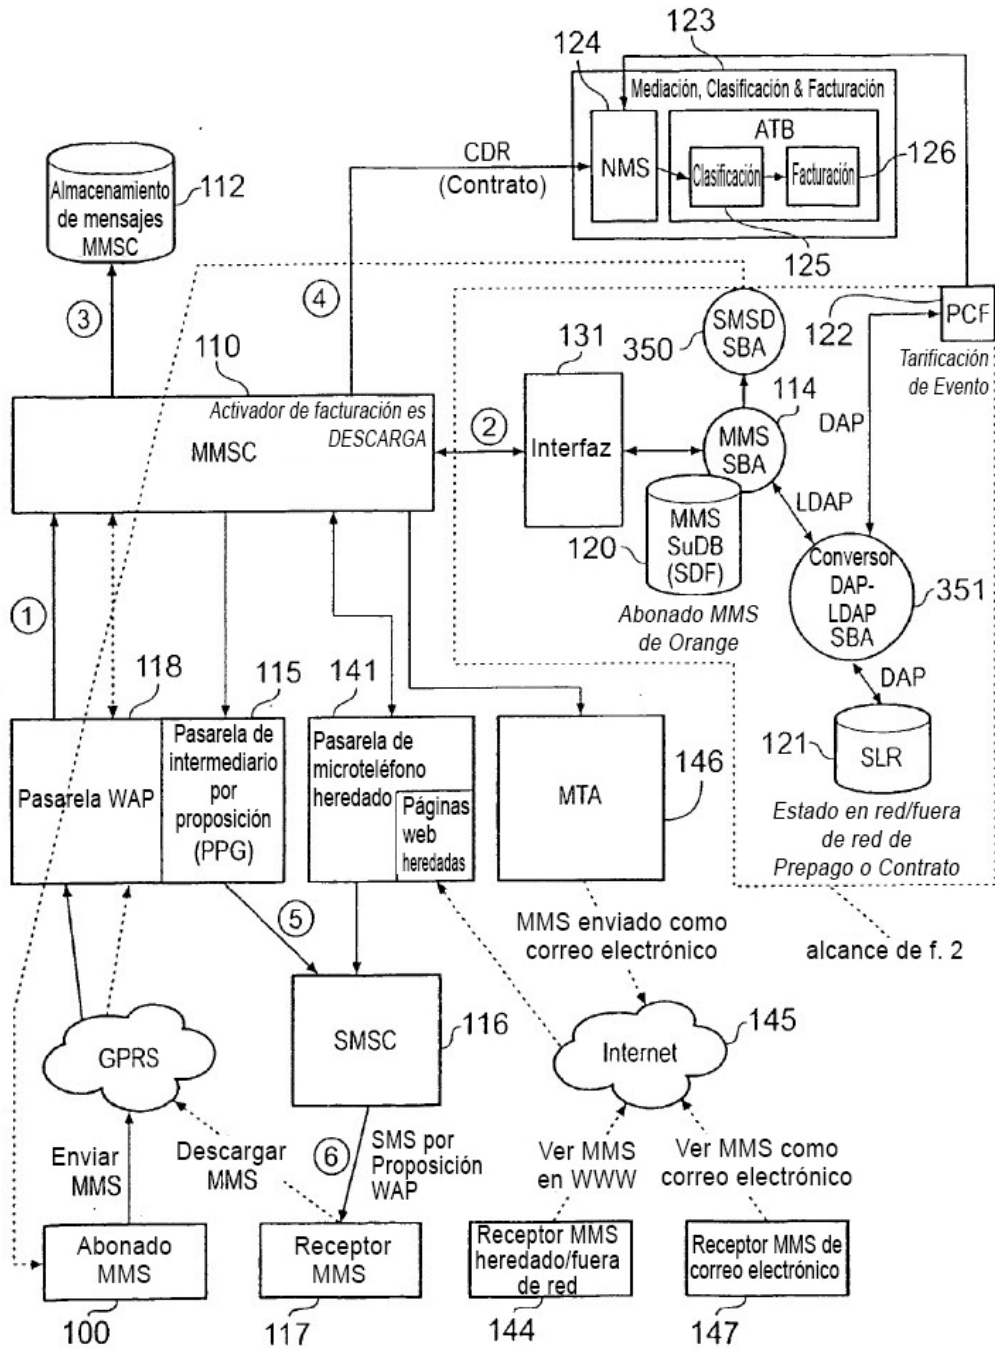 123
124
Mediación, Clasificación & Facturación
ATB
NMS
Clasificación
Facturación
126
125
CDR
(Contrato)
Almacenamiento
de mensajes
MMSC
112
3
4
110
Activador de facturación es
DESCARGA
MMSC
2
131
Interfaz
350
SMSD
SBA
114
MMS
SBA
122
PCF
Tarificación
de Evento
DAP
LDAP
MMS
SuDB
(SDF)
120
Abonado MMS
de Orange
Conversor
DAP-
LDAP
SBA
351
DAP
121
SLR
Estado en red/fuera
de red de
Prepago o Contrato
alcance de f. 2
1
118
115
141
Pasarela WAP
Pasarela de
intermediario
por
proposición
(PPG)
Pasarela de
microteléfono
heredado
Páginas
web
heredadas
MTA
146
5
MMS enviado como
correo electrónico
GPRS
SMSC
116
Internet
145
Enviar
MMS
Descargar
MMS
6
SMS por
Proposición
WAP
Ver MMS
en WWW
Ver MMS como
correo electrónico
Abonado
MMS
Receptor
MMS
Receptor MMS
heredado/fuera
de red
Receptor MMS de
correo electrónico
100
117
144
147